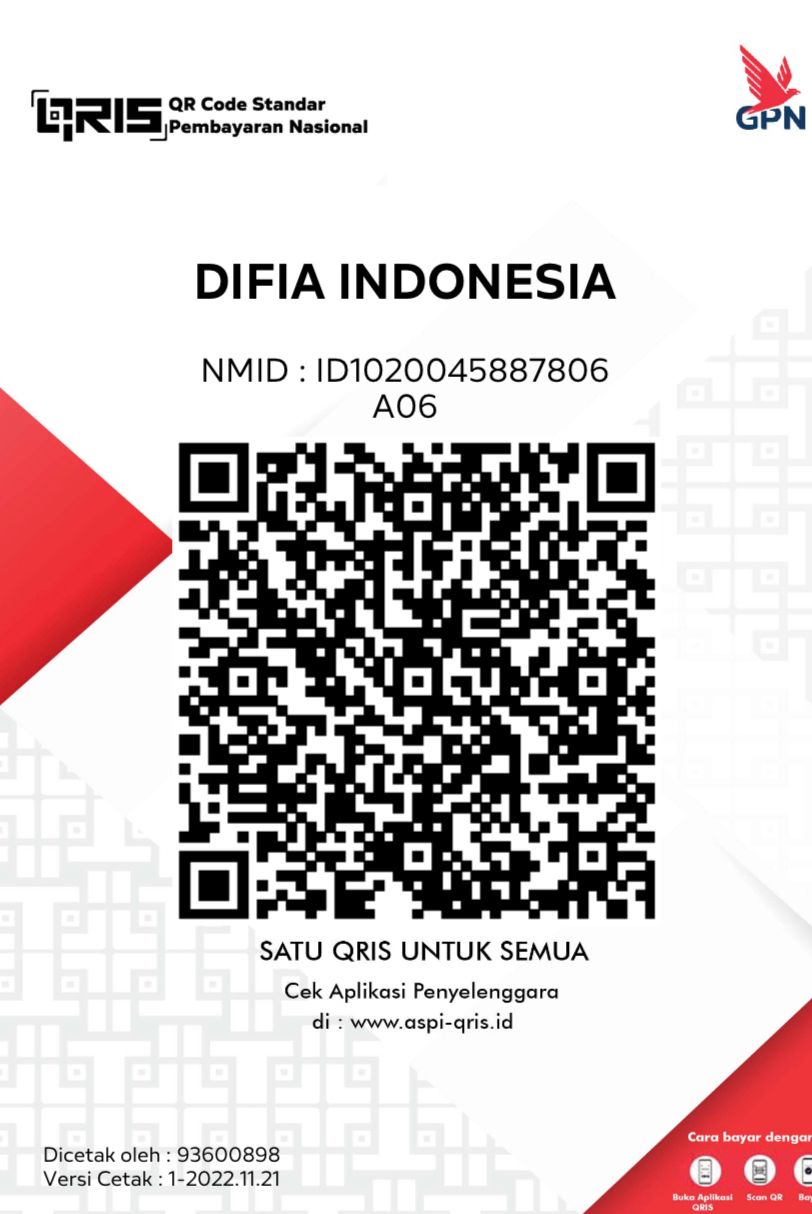 QRIS QR Code Standar
Pembayaran Nasional
GPN
DIFIA INDONESIA
NMID : ID1020045887806
A06
SATU QRIS UNTUK SEMUA
Cek Aplikasi Penyelenggara
di : www.aspi-qris.id
Dicetak oleh : 93600898
Versi Cetak : 1-2022.11.21
Cara bayar dengan
Buka Aplikasi
QRIS
Scan QR